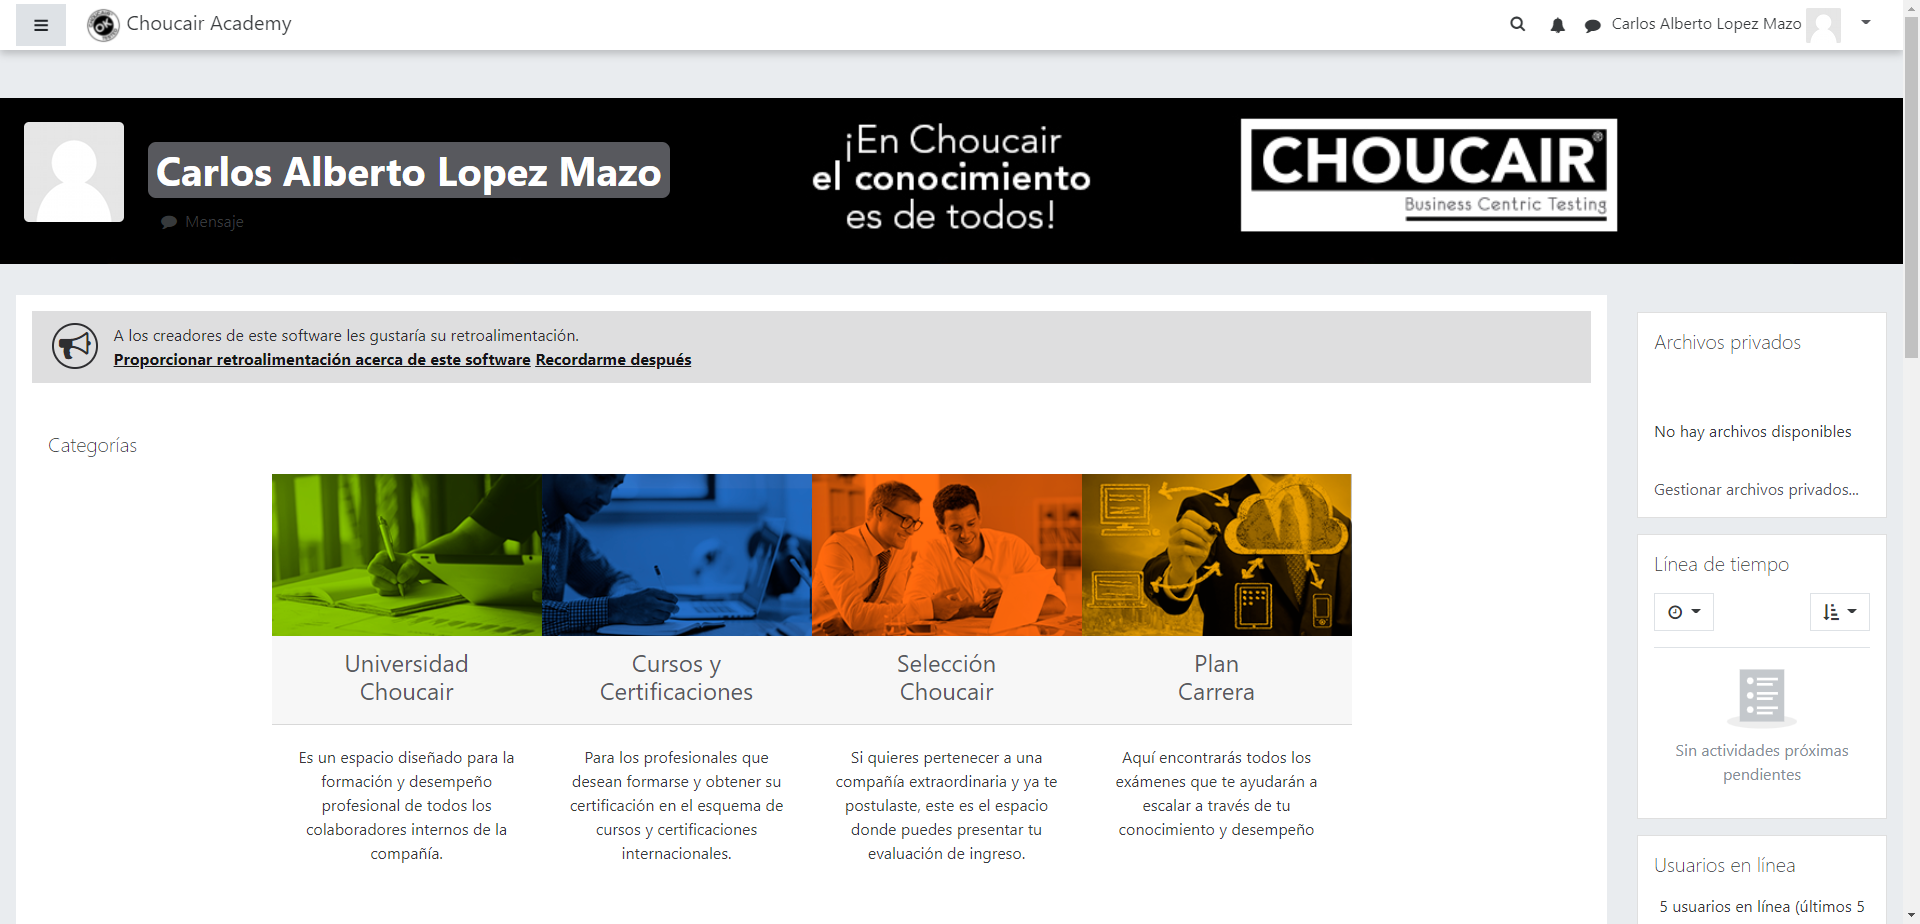 Choucair Academy
Carlos Alberto Lopez Mazo
Carlos Alberto Lopez Mazo
Mensaje
¡En Choucair
el conocimiento
es de todos!
CHOUCAIR®
Business Centric Testing
A los creadores de este software les gustaría su retroalimentación.
Proporcionar retroalimentación acerca de este software Recordarme después
Categorías
Universidad
Choucair
Es un espacio diseñado para la
formación y desempeño
profesional de todos los
colaboradores internos de la
compañía.
Cursos y
Certificaciones
Para los profesionales que
desean formarse y obtener su
certificación en el esquema de
cursos y certificaciones
internacionales.
Selección
Choucair
Si quieres pertenecer a una
compañía extraordinaria y ya te
postulaste, este es el espacio
donde puedes presentar tu
evaluación de ingreso.
Plan
Carrera
Aquí encontrarás todos los
exámenes que te ayudarán a
escalar a través de tu
conocimiento y desempeño
Archivos privados
No hay archivos disponibles
Gestionar archivos privados...
Línea de tiempo
Sin actividades próximas
pendientes
Usuarios en línea
5 usuarios en línea (últimos 5